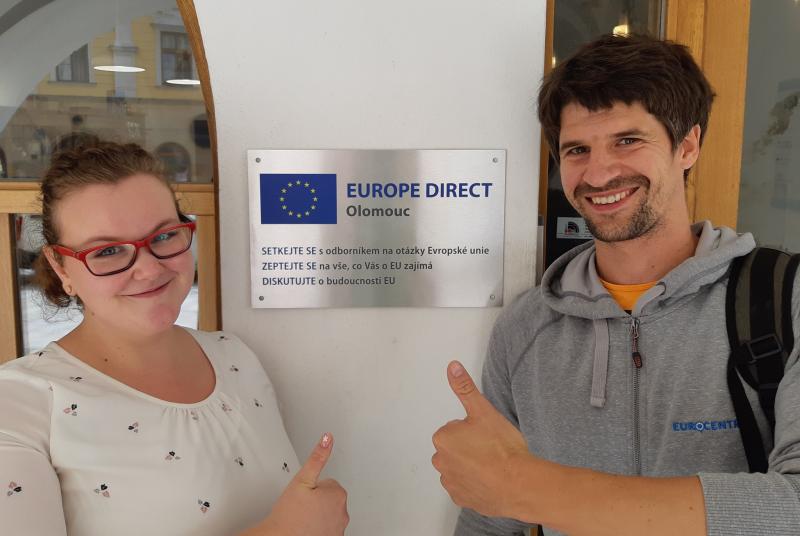 EUROPE DIRECT
Olomouc
SETKEJTE SE s odborníkem na otázky Evropské unie
ZEPTEJTE SE na vše, co Vás o EU zajímá
DISKUTUJTE o budoucnosti EU